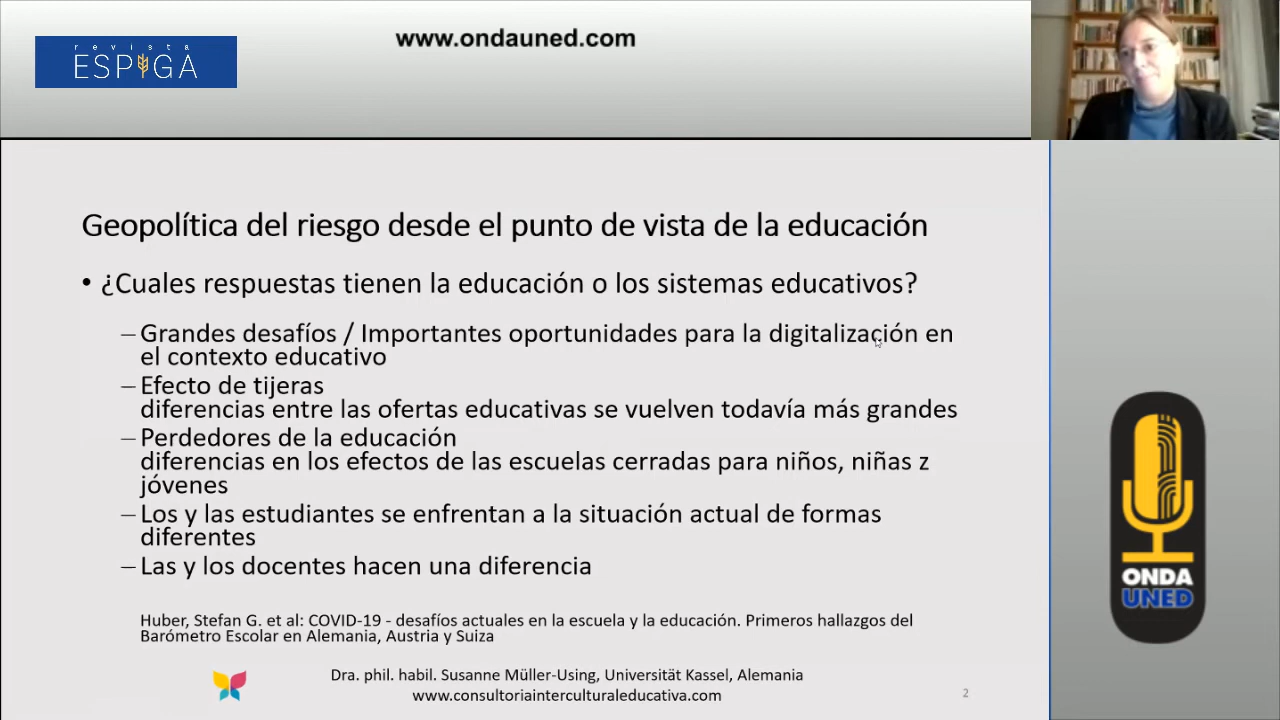 revista
ESPIGA
www.ondauned.com
Geopolítica del riesgo desde el punto de vista de la educación
• ¿Cuales respuestas tienen la educación o los sistemas educativos?
– Grandes desafíos / Importantes oportunidades para la digitalización en
el contexto educativo
– Efecto de tijeras
diferencias entre las ofertas educativas se vuelven todavía más grandes
– Perdedores de la educación
diferencias en los efectos de las escuelas cerradas para niños, niñas z
jóvenes
– Los y las estudiantes se enfrentan a la situación actual de formas
diferentes
– Las y los docentes hacen una diferencia
Huber, Stefan G. et al: COVID-19 - desafíos actuales en la escuela y la educación. Primeros hallazgos del
Barómetro Escolar en Alemania, Austria y Suiza
Dra. phil. habil. Susanne Müller-Using, Universität Kassel, Alemania
www.consultoriainterculturaleducativa.com
2
ONDA
UNED